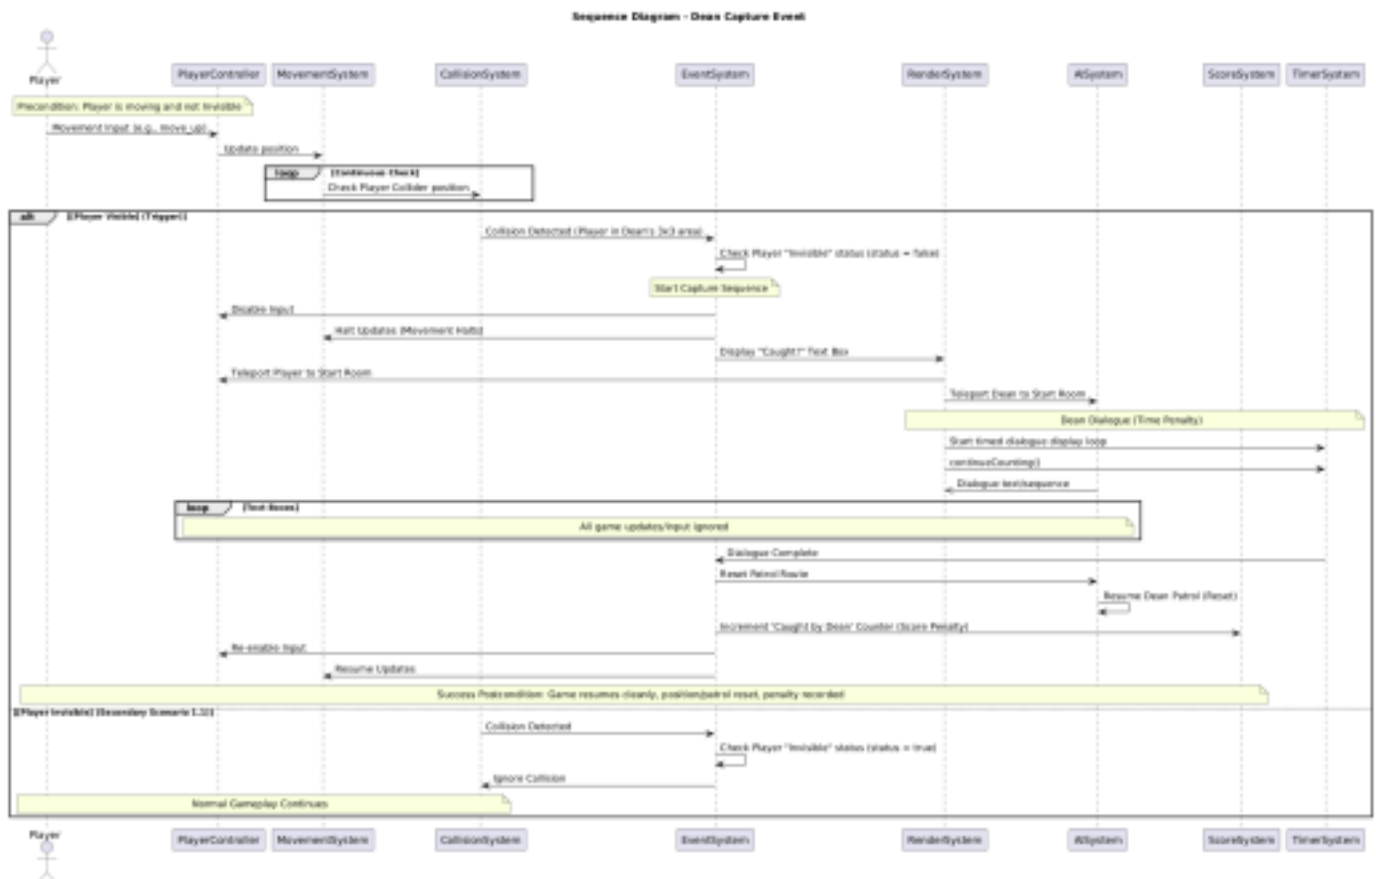 Sequence Diagram - Dean Capture Event
Player
PlayerController
MovementSystem
CollisionSystem
EventSystem
RenderSystem
AISystem
ScoreSystem
TimerSystem
Precondition: Player is moving and not Invisible
Movement Input (e.g., move_up)
Update position
loop
[Continuous Check]
Check Player Collider position
alt
[[Player Visible] (Trigger)]
Collision Detected (Player in Dean's 3x3 area)
Check Player "Invisible" status (status = false)
Start Capture Sequence
Disable Input
Halt Updates (Movement Halts)
Display "Caught!" Text Box
Teleport Player to Start Room
Teleport Dean to Start Room
Dean Dialogue (Time Penalty)
Start timed dialogue display loop
continueCounting()
Dialogue text/sequence
loop
[Text Boxes]
All game updates/input ignored
Dialogue Complete
Reset Patrol Route
Resume Dean Patrol (Reset)
Increment 'Caught by Dean' Counter (Score Penalty)
Re-enable Input
Resume Updates
Success Postcondition: Game resumes cleanly, position/patrol reset, penalty recorded
[[Player Invisible] (Secondary Scenario 1.1)]
Collision Detected
Check Player "Invisible" status (status = true)
Ignore Collision
Normal Gameplay Continues
Player
PlayerController
MovementSystem
CollisionSystem
EventSystem
RenderSystem
AISystem
ScoreSystem
TimerSystem